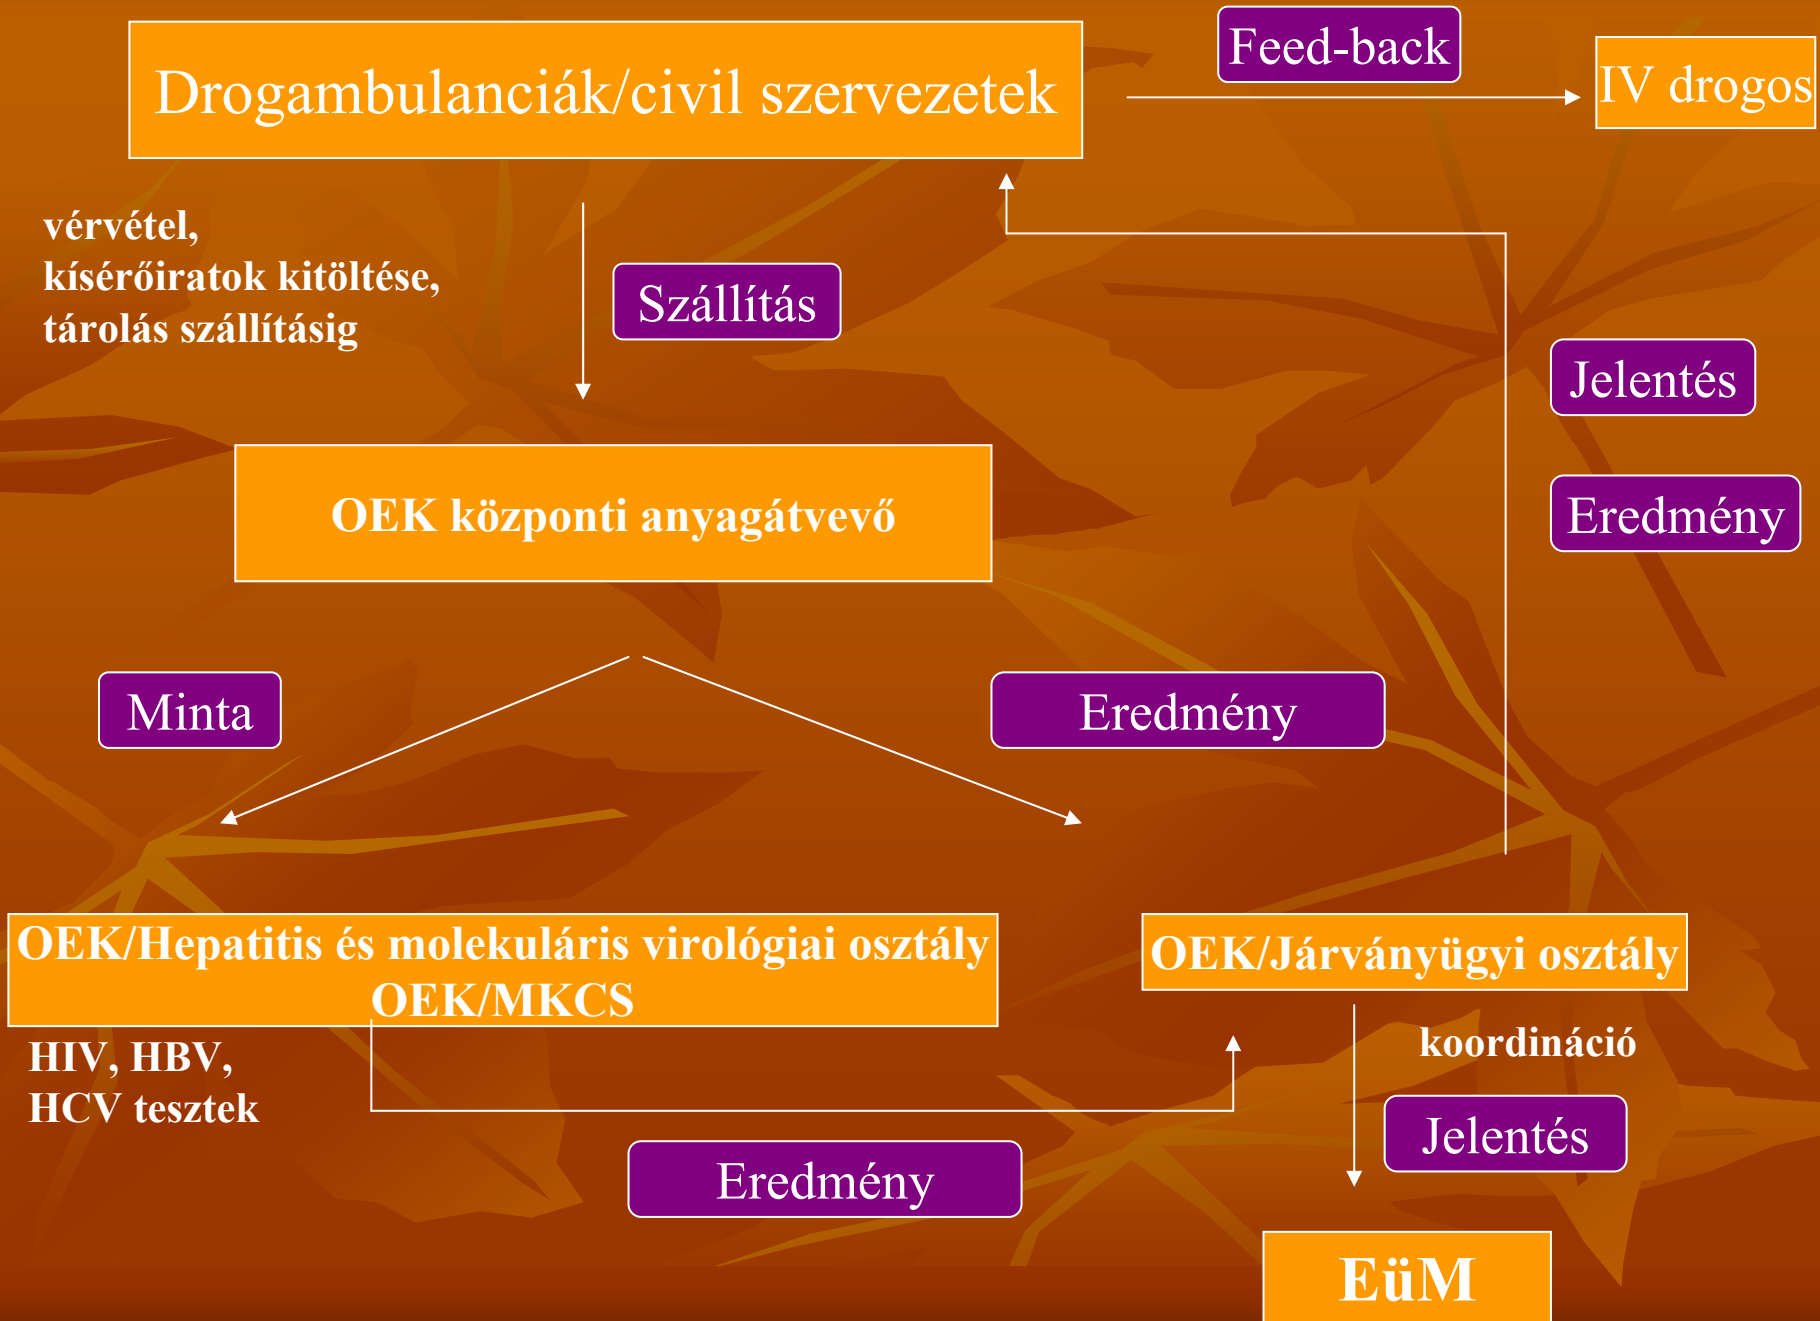 Drogambulanciák/civil szervezetek
Feed-back
IV drogos
vérvétel,
kísérőiratok kitöltése,
tárolás szállításig
Szállítás
Jelentés
Eredmény
OEK központi anyagátvevő
Minta
Eredmény
OEK/Hepatitis és molekuláris virológiai osztály
OEK/MKCS
OEK/Járványügyi osztály
HIV, HBV,
HCV tesztek
koordináció
Jelentés
Eredmény
EüM